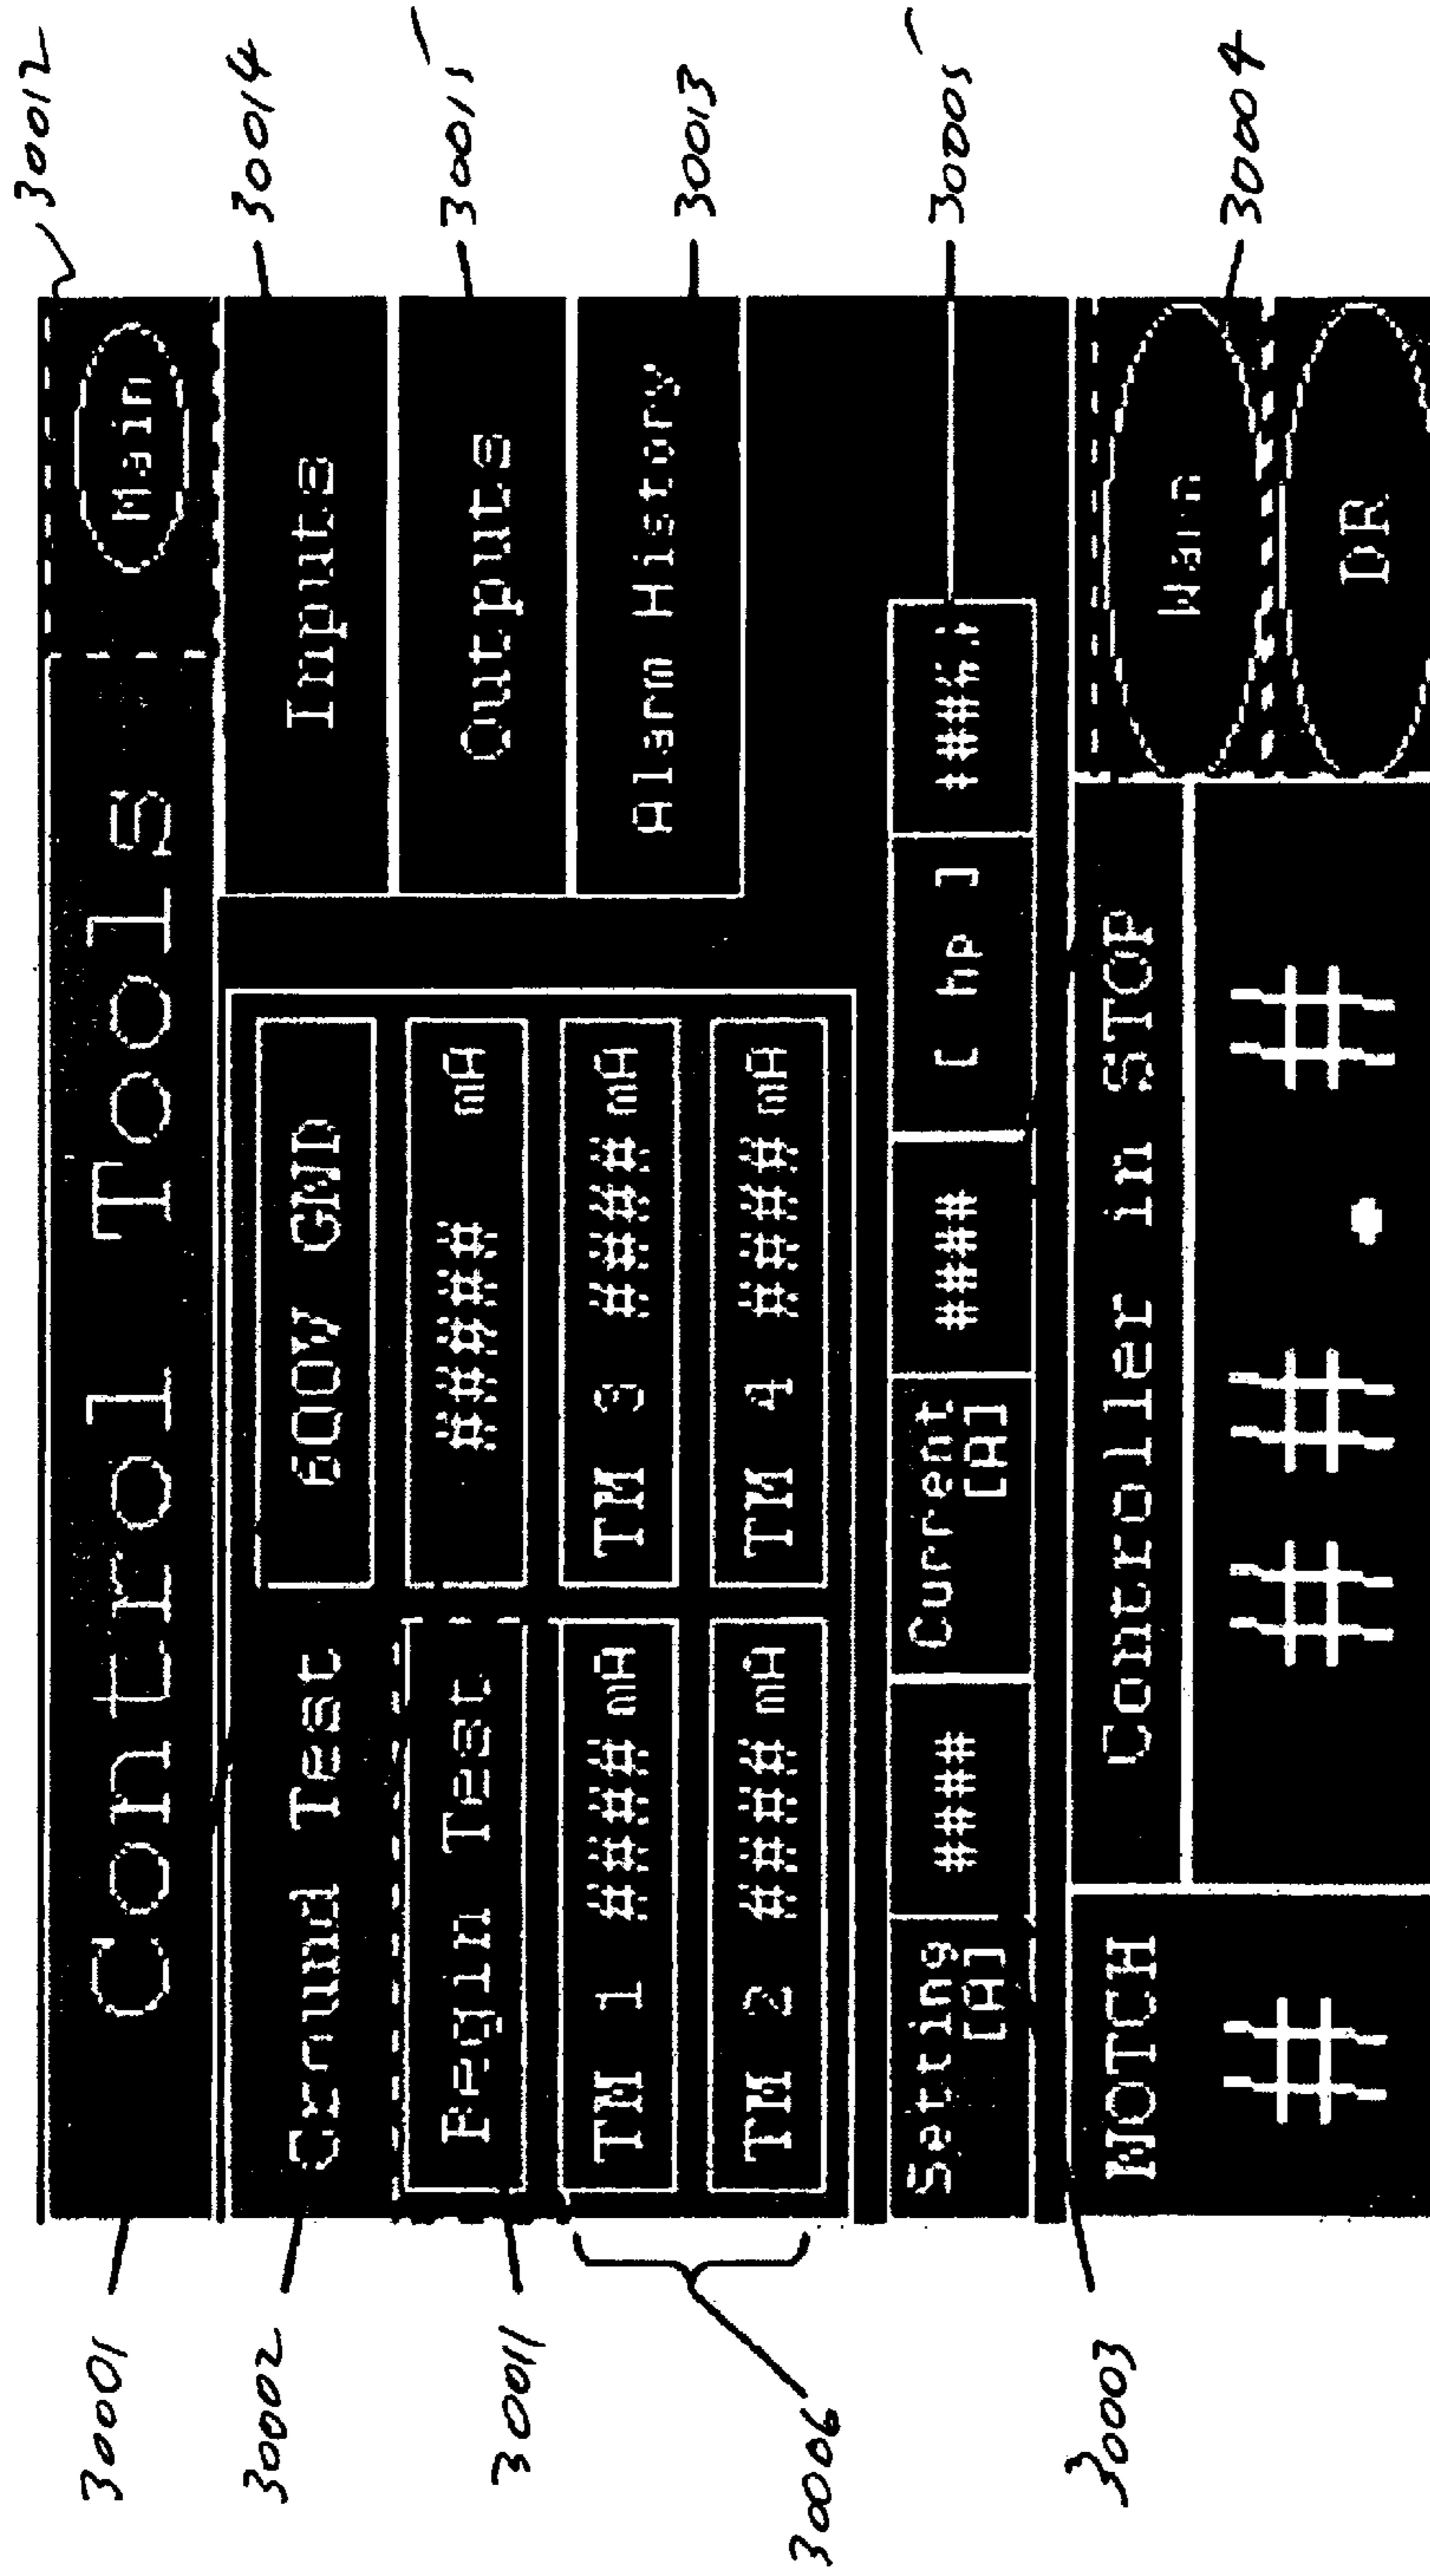 30012
30001
Control Tools
Main
30014
30002
Ground Test
600V GND
Inputs
30015
30011
Begin Test
##### mA
Outputs
30006
TM 1 #### mA
TM 3 #### mA
Alarm History
30013
TM 2 #### mA
TM 4 #### mA
Setting [A]
####
Current [A]
####
[ hp ]
####
30005
30003
NOTCH
Controller in STOP
30004
#
# # . #
DR